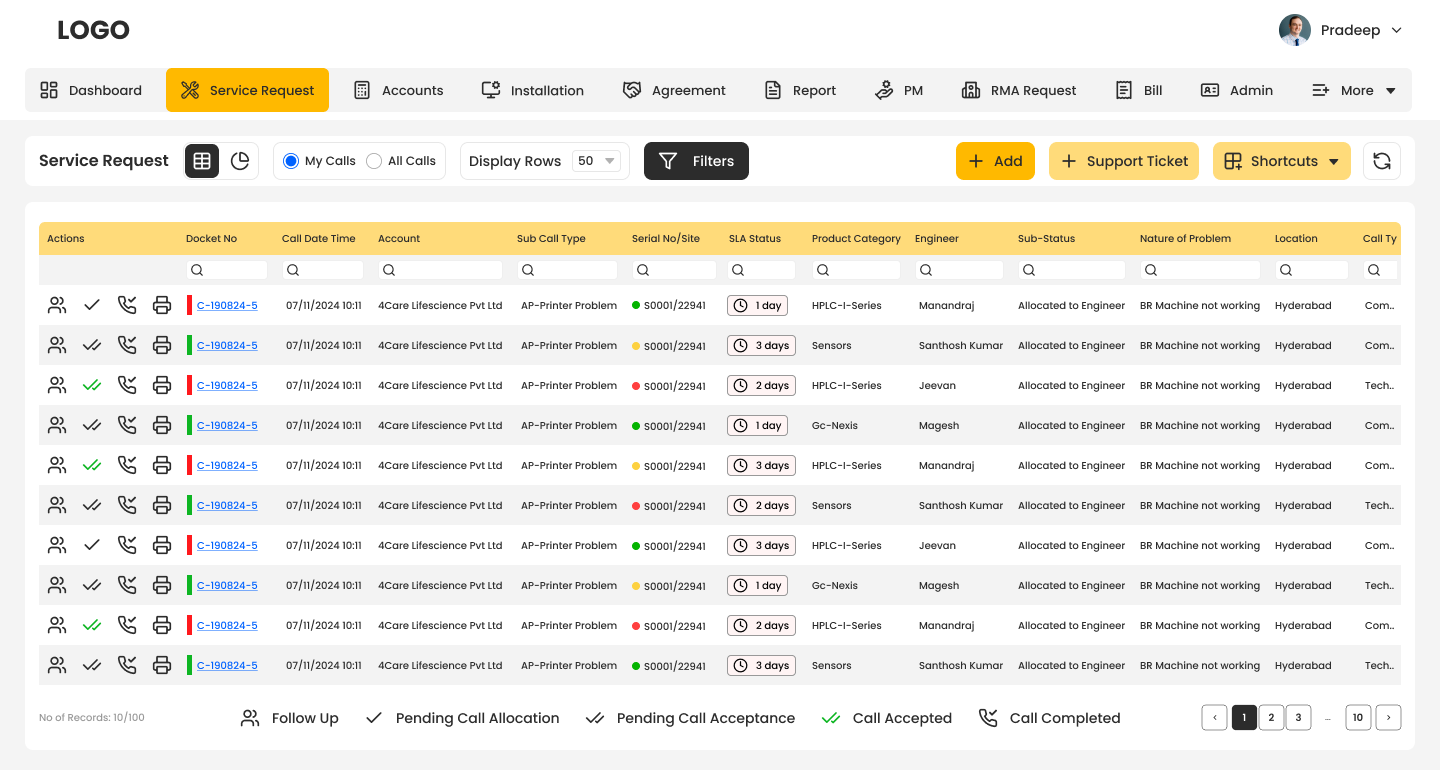 LOGO
Pradeep
Dashboard Service Request Accounts Installation Agreement Report PM RMA Request Bill Admin More
Service Request My Calls All Calls Display Rows 50 Filters Add Support Ticket Shortcuts
Actions Docket No Call Date Time Account Sub Call Type Serial No/Site SLA Status Product Category Engineer Sub-Status Nature of Problem Location Call Ty
C-190824-5 07/11/2024 10:11 4Care Lifescience Pvt Ltd AP-Printer Problem S0001/22941 1 day HPLC-I-Series Manandraj Allocated to Engineer BR Machine not working Hyderabad Com..
C-190824-5 07/11/2024 10:11 4Care Lifescience Pvt Ltd AP-Printer Problem S0001/22941 3 days Sensors Santhosh Kumar Allocated to Engineer BR Machine not working Hyderabad Com..
C-190824-5 07/11/2024 10:11 4Care Lifescience Pvt Ltd AP-Printer Problem S0001/22941 2 days HPLC-I-Series Jeevan Allocated to Engineer BR Machine not working Hyderabad Tech..
C-190824-5 07/11/2024 10:11 4Care Lifescience Pvt Ltd AP-Printer Problem S0001/22941 1 day Gc-Nexis Magesh Allocated to Engineer BR Machine not working Hyderabad Com..
C-190824-5 07/11/2024 10:11 4Care Lifescience Pvt Ltd AP-Printer Problem S0001/22941 3 days HPLC-I-Series Manandraj Allocated to Engineer BR Machine not working Hyderabad Com..
C-190824-5 07/11/2024 10:11 4Care Lifescience Pvt Ltd AP-Printer Problem S0001/22941 2 days Sensors Santhosh Kumar Allocated to Engineer BR Machine not working Hyderabad Tech..
C-190824-5 07/11/2024 10:11 4Care Lifescience Pvt Ltd AP-Printer Problem S0001/22941 3 days HPLC-I-Series Jeevan Allocated to Engineer BR Machine not working Hyderabad Com..
C-190824-5 07/11/2024 10:11 4Care Lifescience Pvt Ltd AP-Printer Problem S0001/22941 1 day Gc-Nexis Magesh Allocated to Engineer BR Machine not working Hyderabad Tech..
C-190824-5 07/11/2024 10:11 4Care Lifescience Pvt Ltd AP-Printer Problem S0001/22941 2 days HPLC-I-Series Manandraj Allocated to Engineer BR Machine not working Hyderabad Com..
C-190824-5 07/11/2024 10:11 4Care Lifescience Pvt Ltd AP-Printer Problem S0001/22941 3 days Sensors Santhosh Kumar Allocated to Engineer BR Machine not working Hyderabad Tech..
No of Records: 10/100 Follow Up Pending Call Allocation Pending Call Acceptance Call Accepted Call Completed ‹ 1 2 3 ... 10 ›